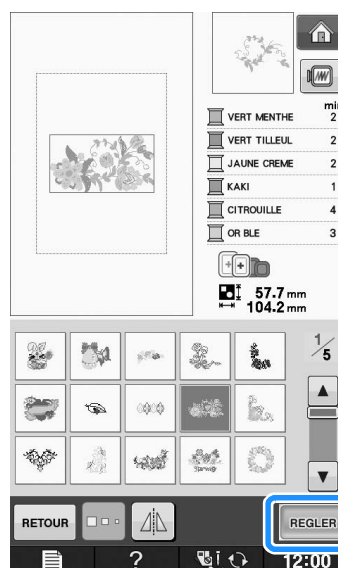 min
VERT MENTHE 2
VERT TILLEUL 2
JAUNE CREME 2
KAKI 1
CITROUILLE 4
OR BLE 3
57.7 mm
104.2 mm
1/5
RETOUR
REGLER
?
12:00